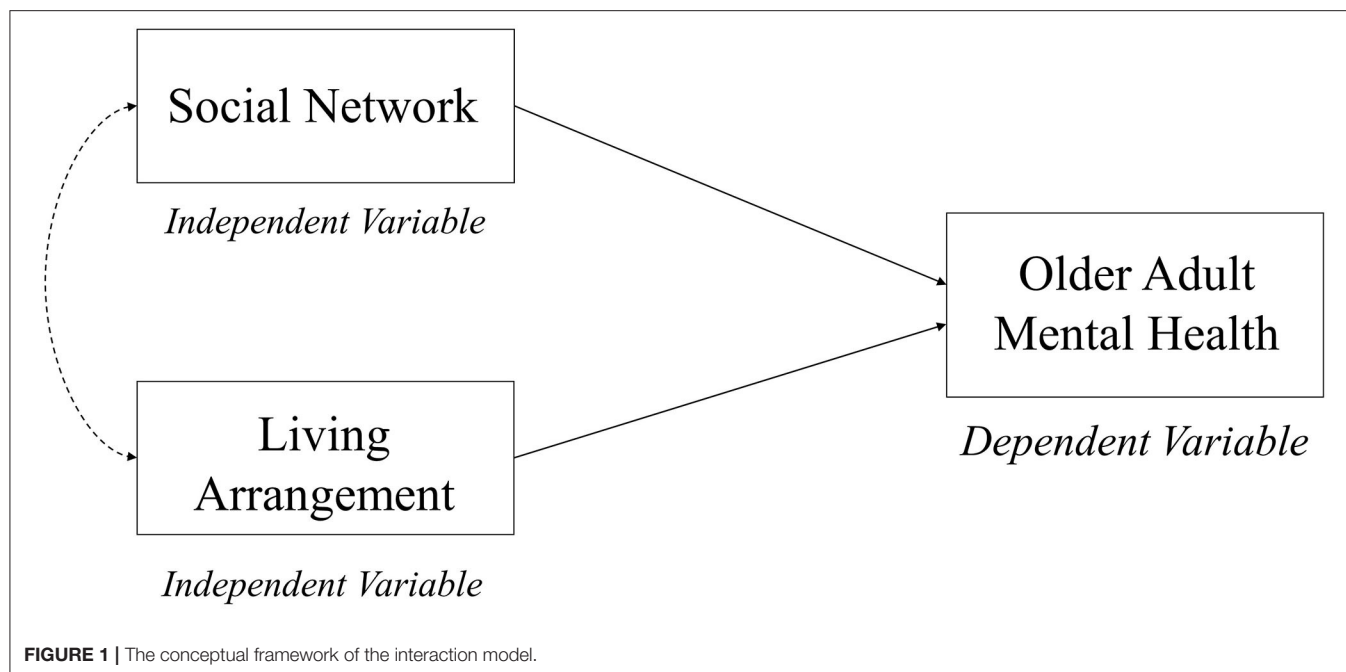 Social Network
Independent Variable
Living
Arrangement
Independent Variable
Older Adult
Mental Health
Dependent Variable
FIGURE 1 | The conceptual framework of the interaction model.